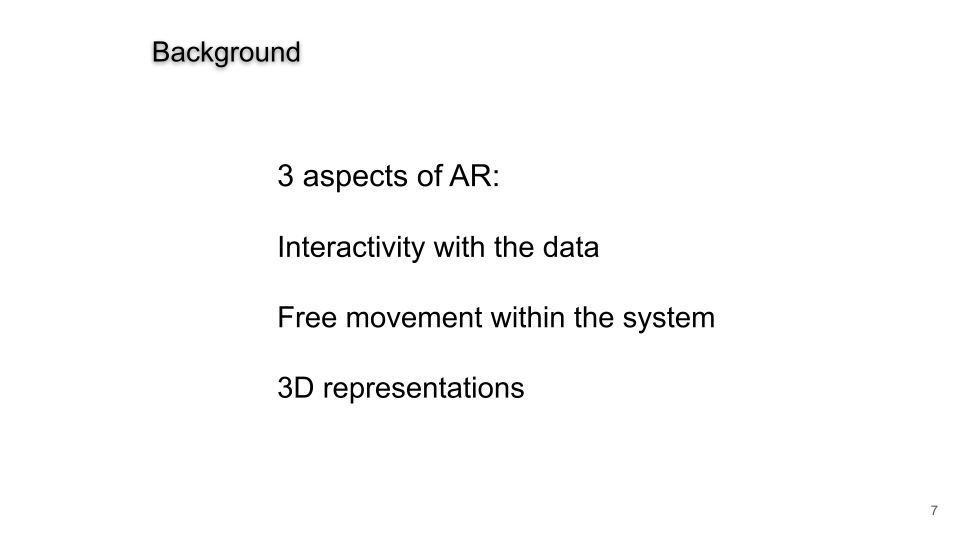 Background
3 aspects of AR:
Interactivity with the data
Free movement within the system
3D representations
7